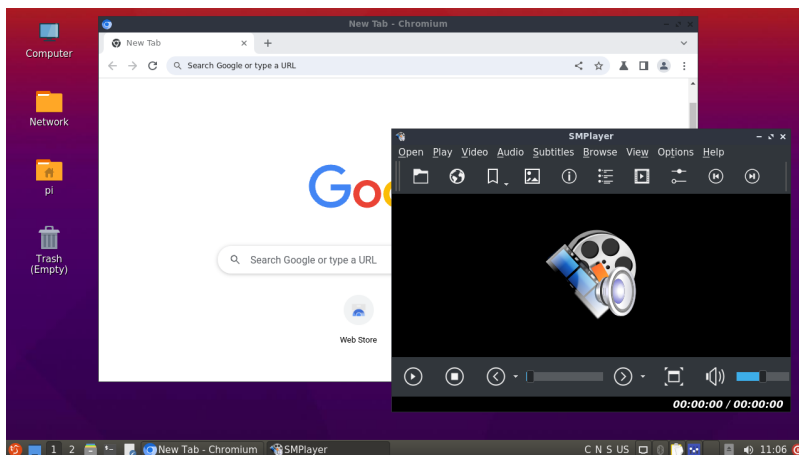 Computer
Network
pi
Trash
(Empty)
New Tab - Chromium
New Tab
Search Google or type a URL
Goo
Search Google or type a URL
Web Store
SMPlayer
Open Play Video Audio Subtitles Browse View Options Help
00:00:00 / 00:00:00
1 2 New Tab - Chromium SMPlayer C N S US 11:06